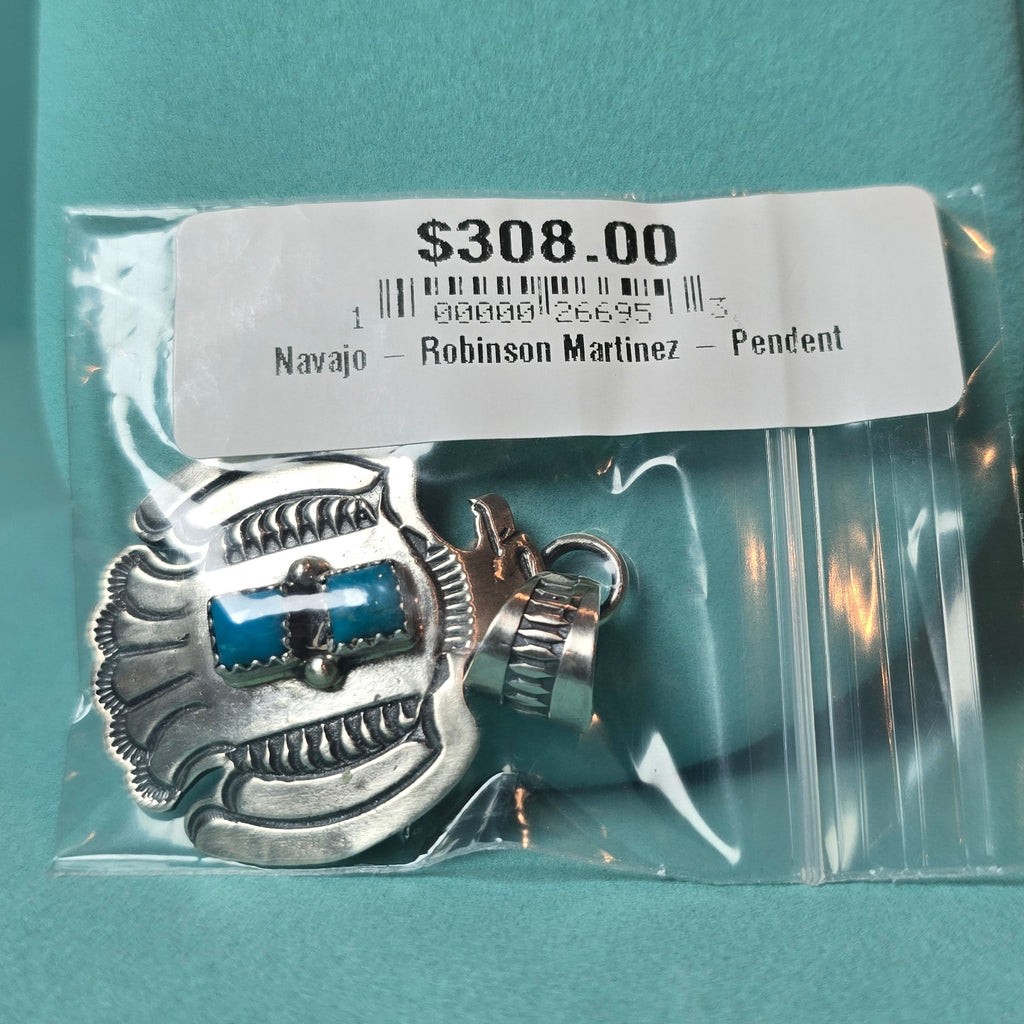 $308.00
1 00000 26695 3
Navajo – Robinson Martinez – Pendent